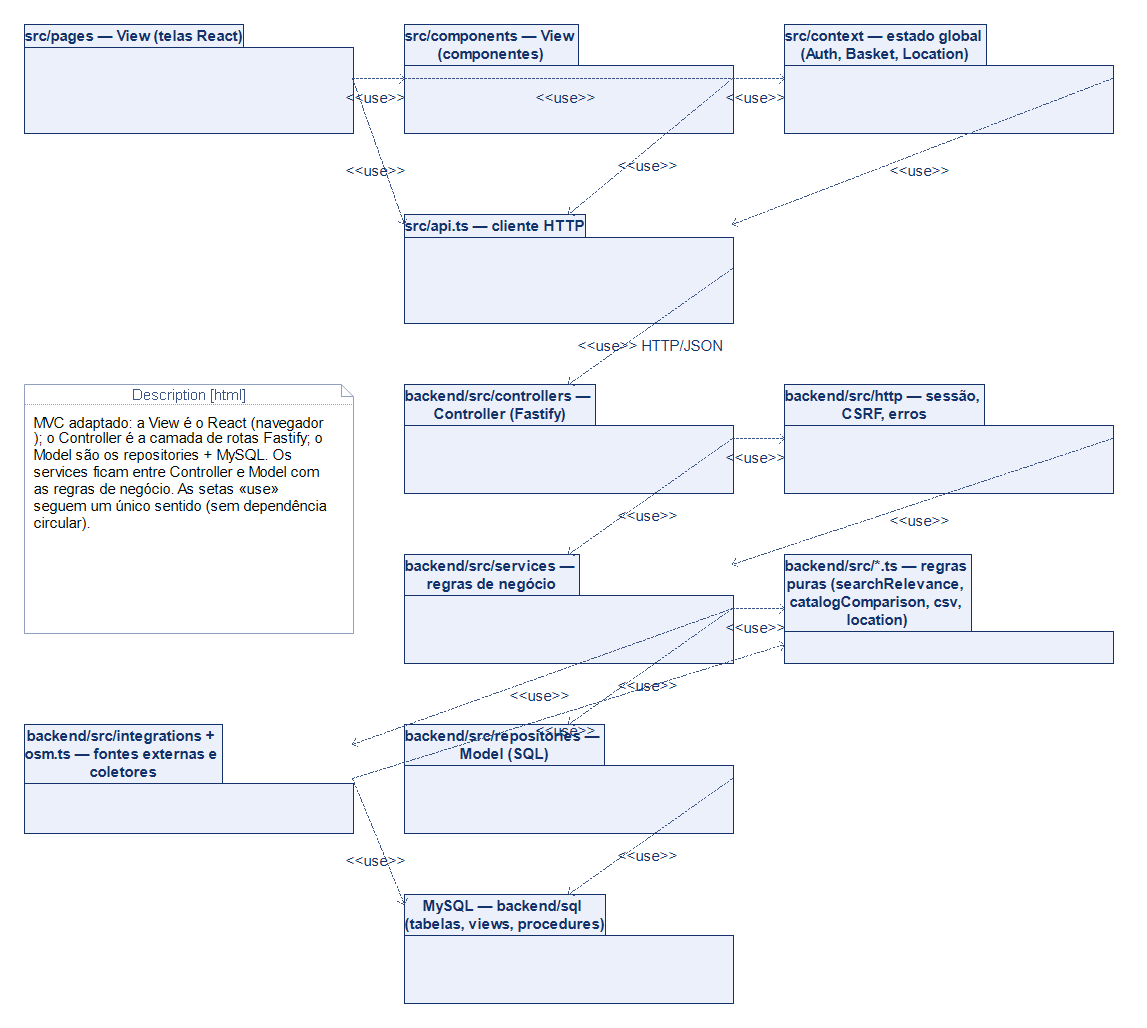 src/pages — View (telas React)
src/components — View
(componentes)
src/context — estado global
(Auth, Basket, Location)
<<use>>
<<use>>
<<use>>
<<use>>
<<use>>
<<use>>
src/api.ts — cliente HTTP
<<use>> HTTP/JSON
Description [html]
MVC adaptado: a View é o React (navegador
); o Controller é a camada de rotas Fastify; o
Model são os repositories + MySQL. Os
services ficam entre Controller e Model com
as regras de negócio. As setas «use»
seguem um único sentido (sem dependência
circular).
backend/src/controllers —
Controller (Fastify)
backend/src/http — sessão,
CSRF, erros
<<use>>
<<use>>
<<use>>
backend/src/services —
regras de negócio
backend/src/*.ts — regras
puras (searchRelevance,
catalogComparison, csv,
location)
<<use>>
<<use>>
<<use>>
<<use>>
backend/src/integrations +
osm.ts — fontes externas e
coletores
backend/src/repositories —
Model (SQL)
<<use>>
<<use>>
MySQL — backend/sql
(tabelas, views, procedures)